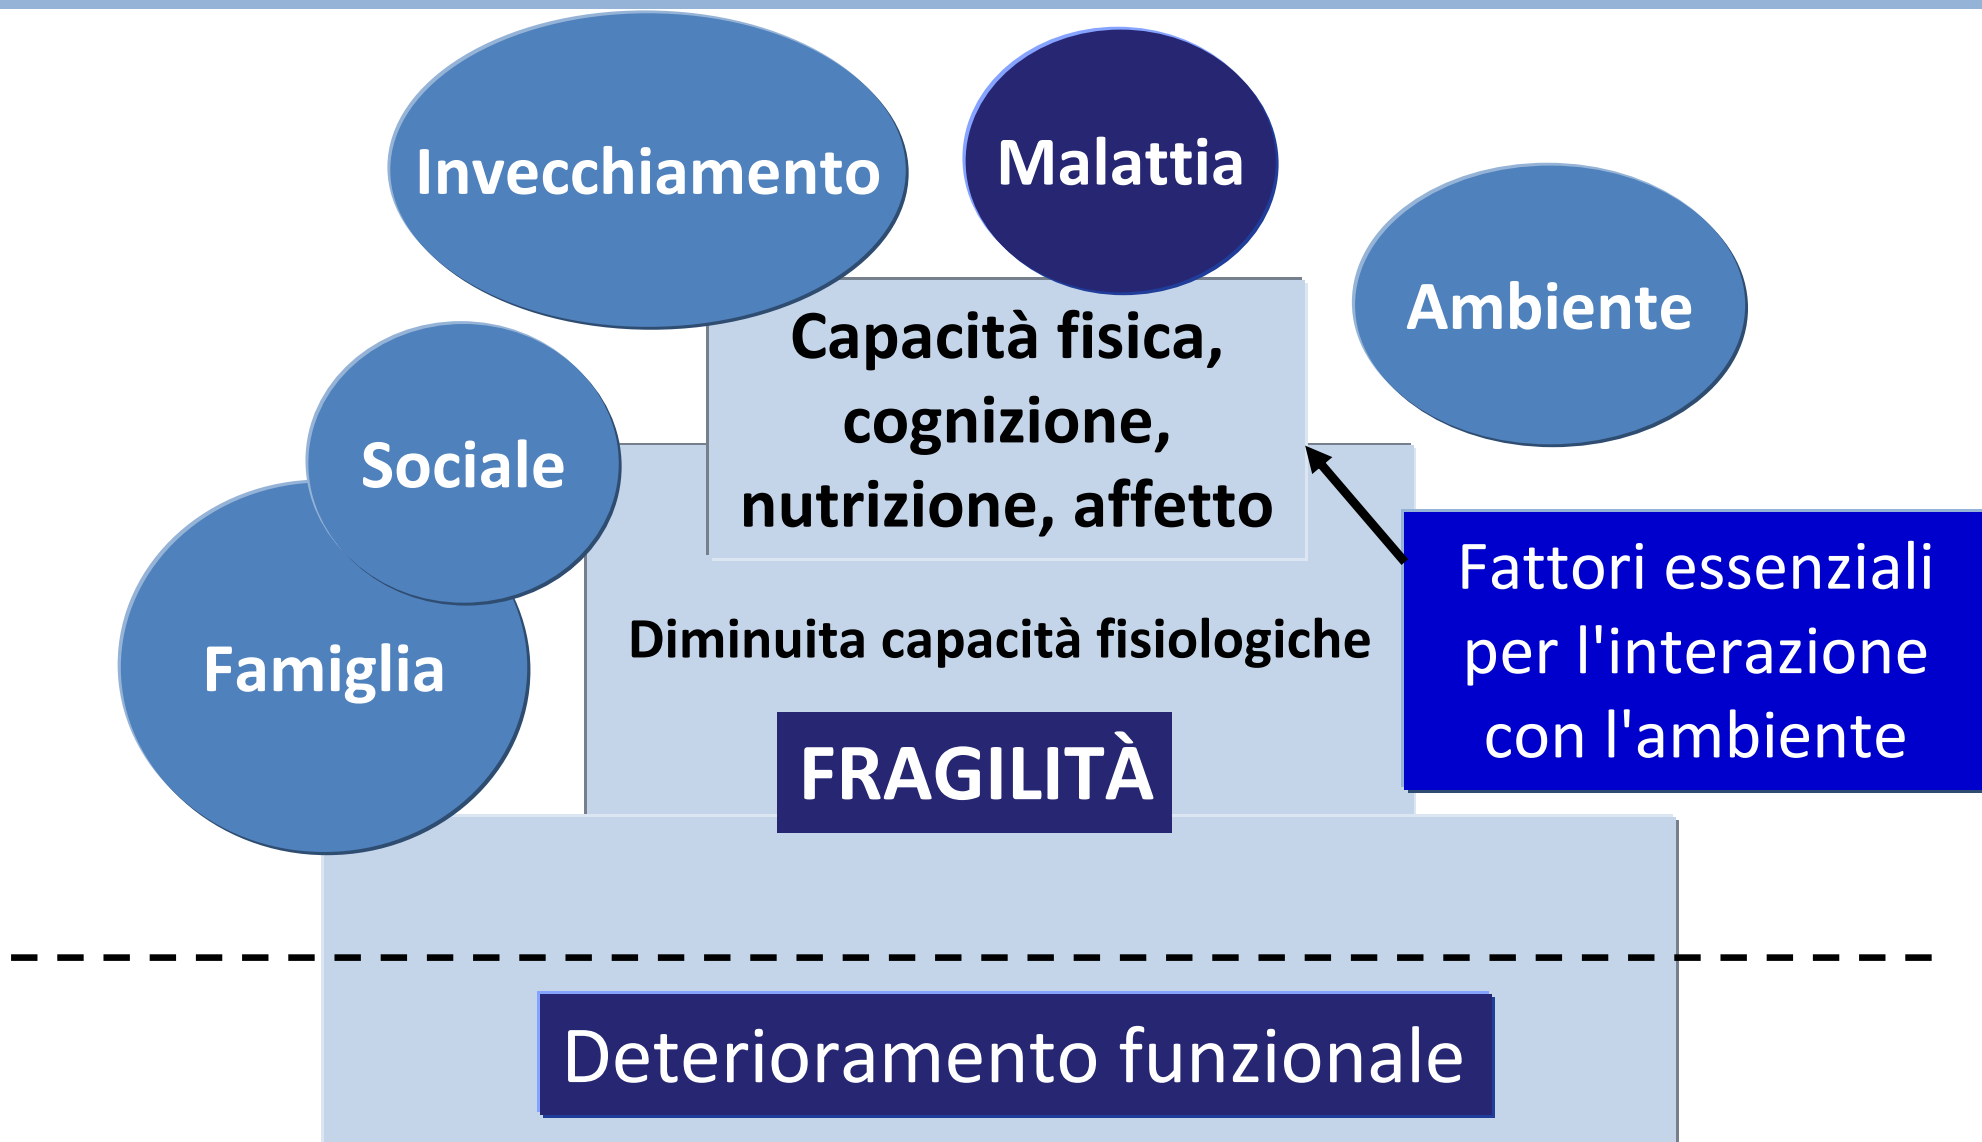 Invecchiamento
Malattia
Ambiente
Capacità fisica,
cognizione,
nutrizione, affetto
Sociale
Famiglia
Fattori essenziali
per l'interazione
con l'ambiente
Diminuita capacità fisiologiche
FRAGILITÀ
Deterioramento funzionale